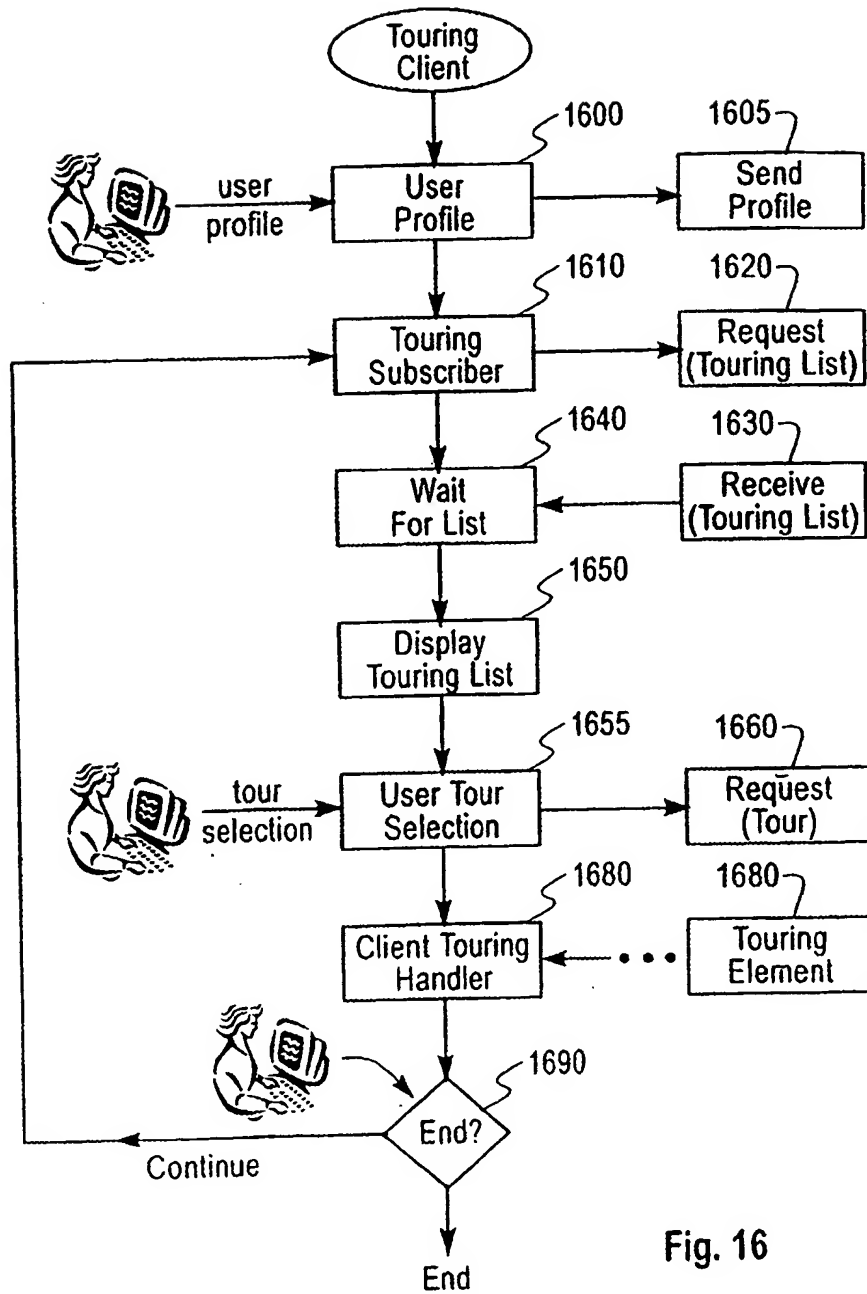 Touring
Client
1600
1605
user
profile
User
Profile
Send
Profile
1610
1620
Touring
Subscriber
Request
(Touring List)
1640
1630
Wait
For List
Receive
(Touring List)
1650
Display
Touring List
1655
1660
tour
selection
User Tour
Selection
Request
(Tour)
1680
1680
Client Touring
Handler
Touring
Element
1690
End?
Continue
End
Fig. 16